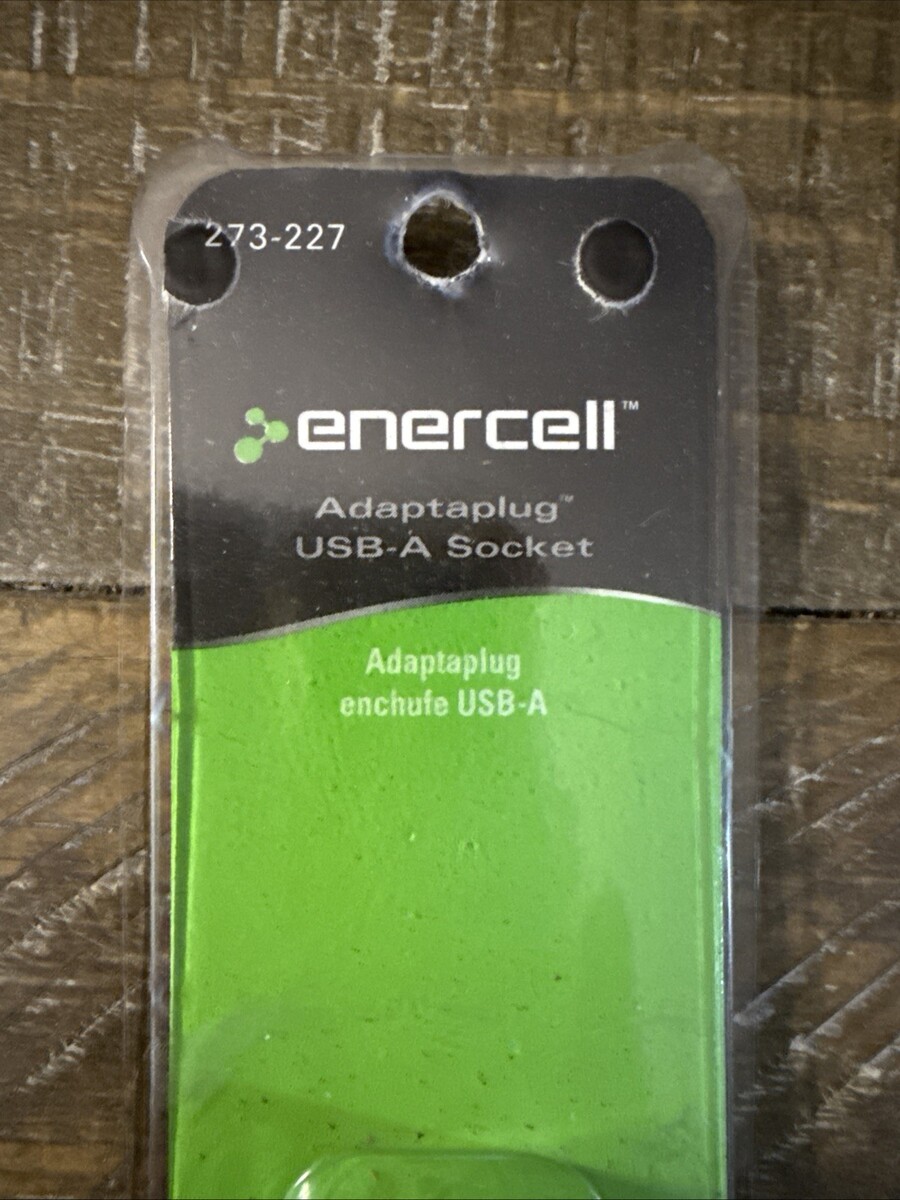 273-227
enercell™
Adaptaplug™
USB-A Socket
Adaptaplug
enchufe USB-A